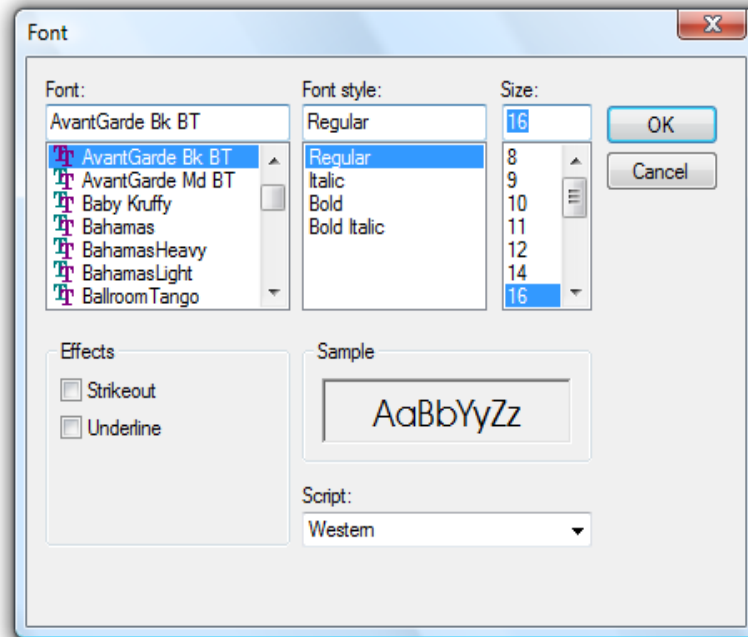 Font
Font:
AvantGarde Bk BT
AvantGarde Bk BT
AvantGarde Md BT
Baby Kruffy
Bahamas
BahamasHeavy
BahamasLight
BallroomTango
Font style:
Regular
Regular
Italic
Bold
Bold Italic
Size:
16
8
9
10
11
12
14
16
OK
Cancel
Effects
Strikeout
Underline
Sample
AaBbYyZz
Script:
Western